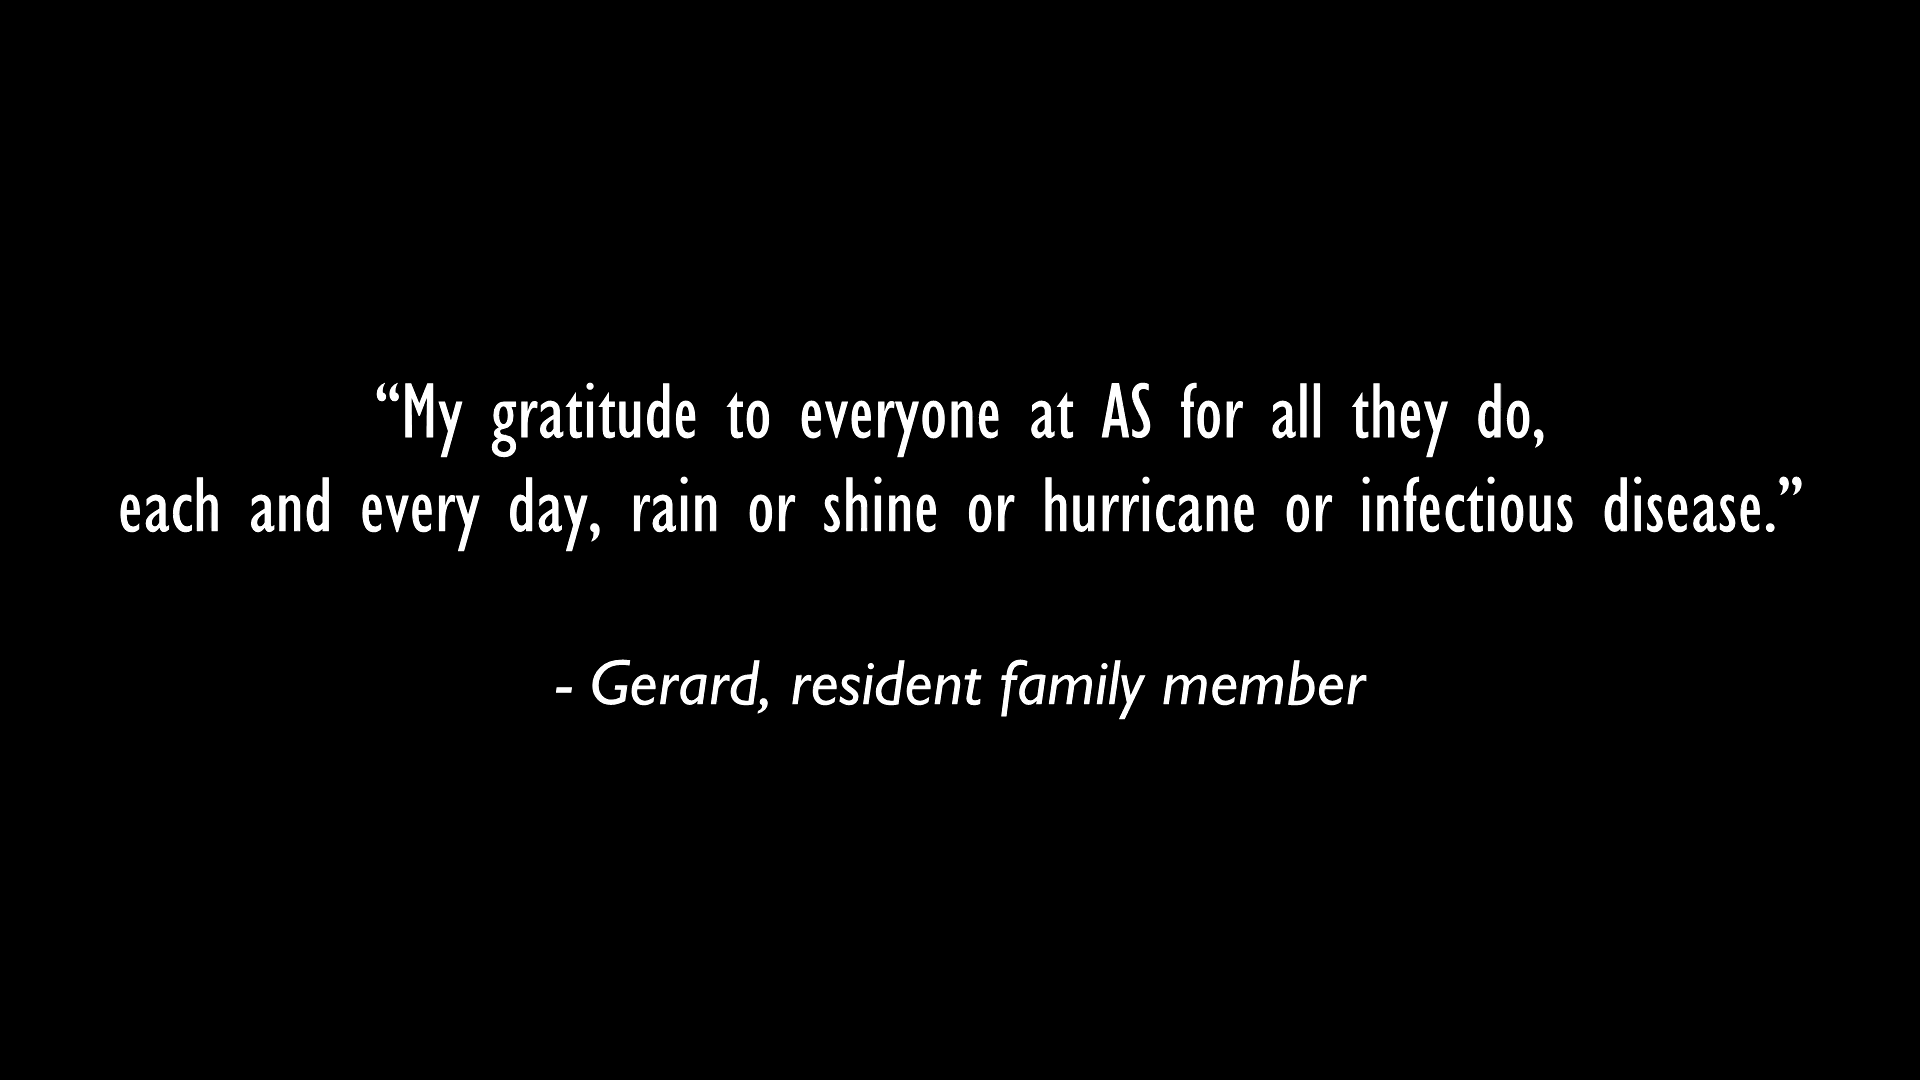 “My gratitude to everyone at AS for all they do,
each and every day, rain or shine or hurricane or infectious disease.”
- Gerard, resident family member